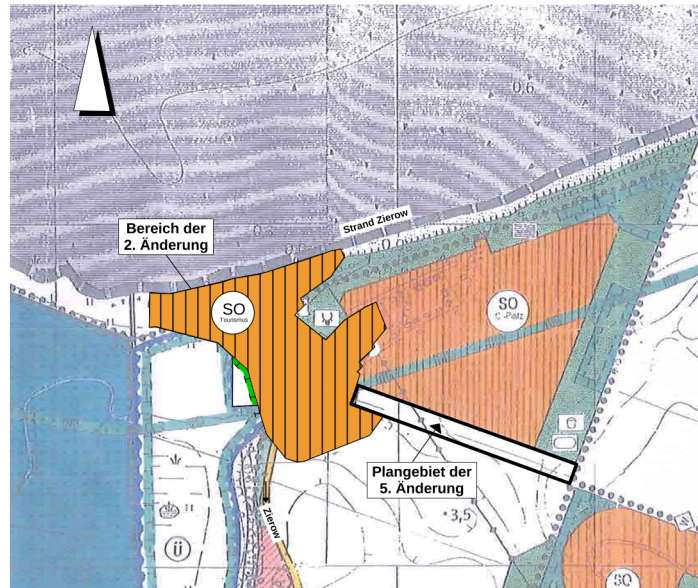 0,6
Strand Zierow
Bereich der
2. Änderung
SO
Tourismus
SO
-Platz
Plangebiet der
5. Änderung
3,5
Zierow
Ü
SO